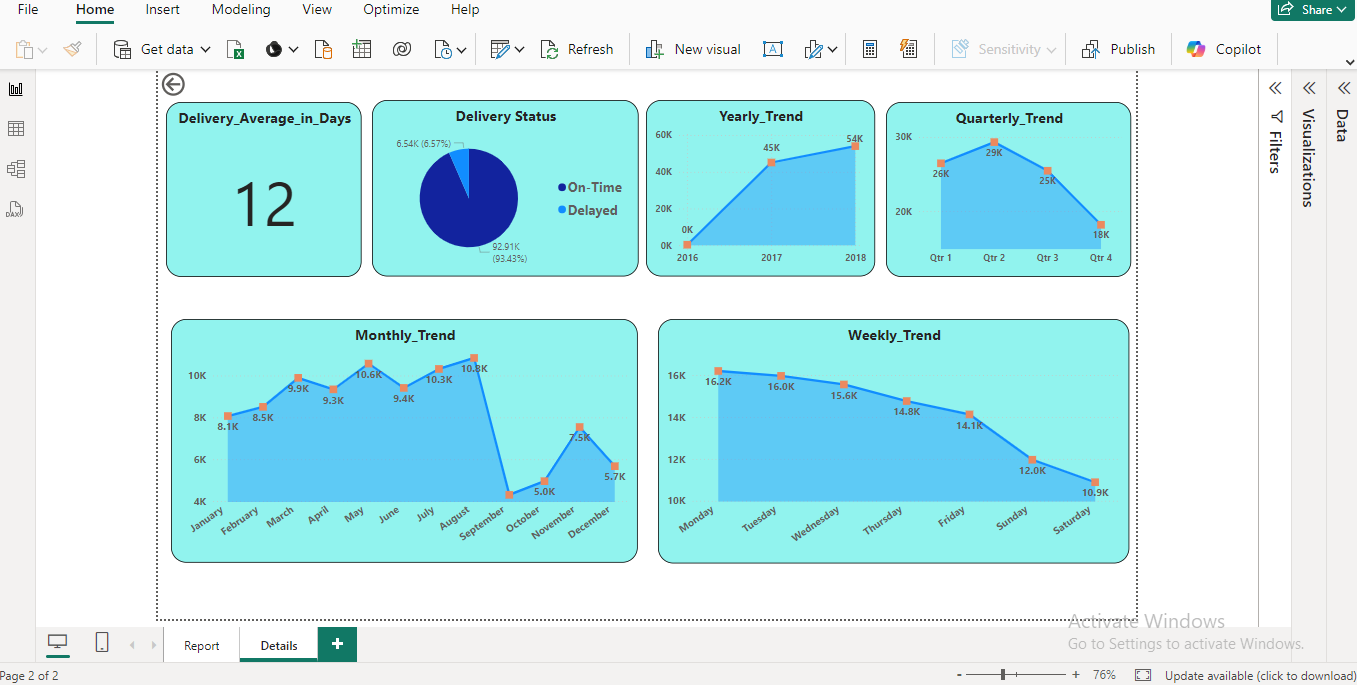 File Home Insert Modeling View Optimize Help
Share
Get data Refresh New visual Sensitivity Publish Copilot
Delivery_Average_in_Days
12
Delivery Status
6.54K (6.57%)
On-Time
Delayed
92.91K
(93.43%)
Yearly_Trend
60K
40K
20K
0K
0K
45K
54K
2016 2017 2018
Quarterly_Trend
30K
20K
26K
29K
25K
18K
Qtr 1 Qtr 2 Qtr 3 Qtr 4
Filters
Visualizations
Data
Monthly_Trend
10K
8K
6K
4K
8.1K
8.5K
9.9K
9.3K
10.6K
9.4K
10.3K
10.8K
5.0K
7.5K
5.7K
January February March April May June July August September October November December
Weekly_Trend
16K
14K
12K
10K
16.2K
16.0K
15.6K
14.8K
14.1K
12.0K
10.9K
Monday Tuesday Wednesday Thursday Friday Sunday Saturday
Activate Windows
Go to Settings to activate Windows.
Report Details +
Page 2 of 2
- + 76% Update available (click to download)